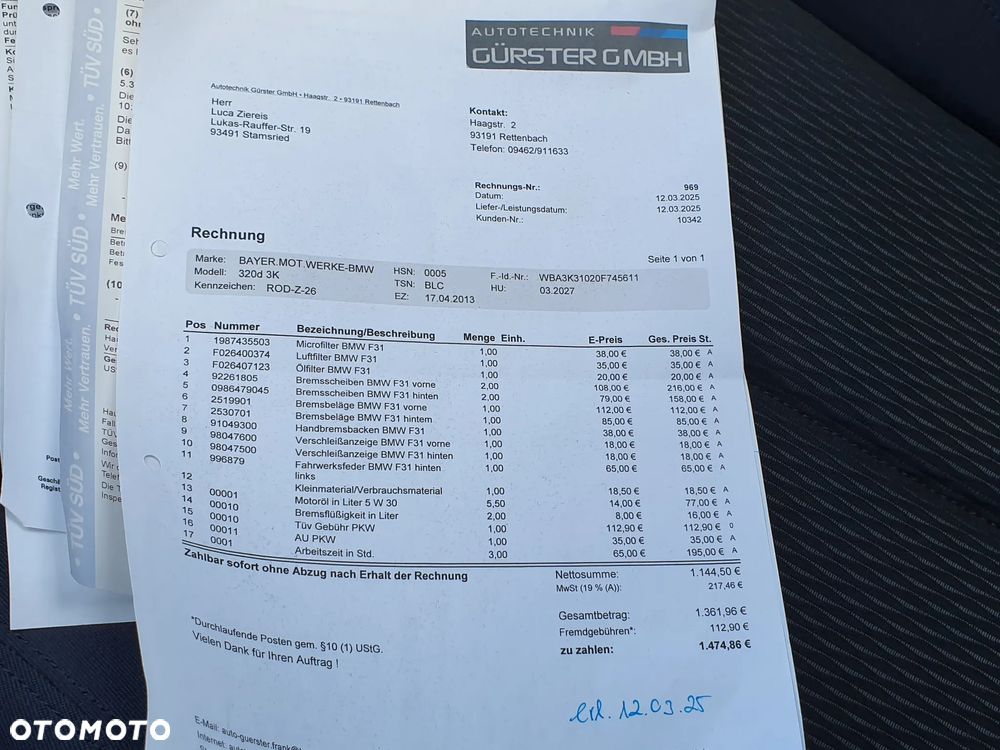 AUTOTECHNIK
GÜRSTER GMBH
Autotechnik Gürster GmbH • Haagstr. 2 • 93191 Rettenbach
Herr
Luca Ziereis
Lukas-Rauffer-Str. 19
93491 Stamsried
Kontakt:
Haagstr. 2
93191 Rettenbach
Telefon: 09462/911633
Rechnungs-Nr.: 969
Datum: 12.03.2025
Liefer-/Leistungsdatum: 12.03.2025
Kunden-Nr.: 10342
Rechnung
Seite 1 von 1
Marke: BAYER.MOT.WERKE-BMW HSN: 0005 F.-Id.-Nr.: WBA3K31020F745611
Modell: 320d 3K TSN: BLC HU: 03.2027
Kennzeichen: ROD-Z-26 EZ: 17.04.2013
Pos Nummer Bezeichnung/Beschreibung Menge Einh. E-Preis Ges. Preis St.
1 1987435503 Microfilter BMW F31 1,00 38,00 € 38,00 € A
2 F026400374 Luftfilter BMW F31 1,00 35,00 € 35,00 € A
3 F026407123 Ölfilter BMW F31 1,00 20,00 € 20,00 € A
4 92261805 Bremsscheiben BMW F31 vorne 2,00 108,00 € 216,00 € A
5 0986479045 Bremsscheiben BMW F31 hinten 2,00 79,00 € 158,00 € A
6 2519901 Bremsbeläge BMW F31 vorne 1,00 112,00 € 112,00 € A
7 2530701 Bremsbeläge BMW F31 hintem 1,00 85,00 € 85,00 € A
8 91049300 Handbremsbacken BMW F31 1,00 38,00 € 38,00 € A
9 98047600 Verschleißanzeige BMW F31 vorne 1,00 18,00 € 18,00 € A
10 98047500 Verschleißanzeige BMW F31 hinten 1,00 18,00 € 18,00 € A
11 996879 Fahrwerksfeder BMW F31 hinten 1,00 65,00 € 65,00 € A
links
12 Kleinmaterial/Verbrauchsmaterial 1,00 18,50 € 18,50 € A
13 00001 Motoröl in Liter 5 W 30 5,50 14,00 € 77,00 € A
14 00010 Bremsflüßigkeit in Liter 2,00 8,00 € 16,00 € A
15 00010 Tüv Gebühr PKW 1,00 112,90 € 112,90 € 0
16 00011 AU PKW 1,00 35,00 € 35,00 € A
17 0001 Arbeitszeit in Std. 3,00 65,00 € 195,00 € A
Zahlbar sofort ohne Abzug nach Erhalt der Rechnung
Nettosumme: 1.144,50 €
MwSt (19 % (A)): 217,46 €
Gesamtbetrag: 1.361,96 €
Fremdgebühren*: 112,90 €
zu zahlen: 1.474,86 €
*Durchlaufende Posten gem. §10 (1) UStG.
Vielen Dank für Ihren Auftrag !
12.03.25
E-Mail: auto-guerster.frank@
Mehr Wert.
Mehr Vertrauen.
TÜV SÜD
OTOMOTO